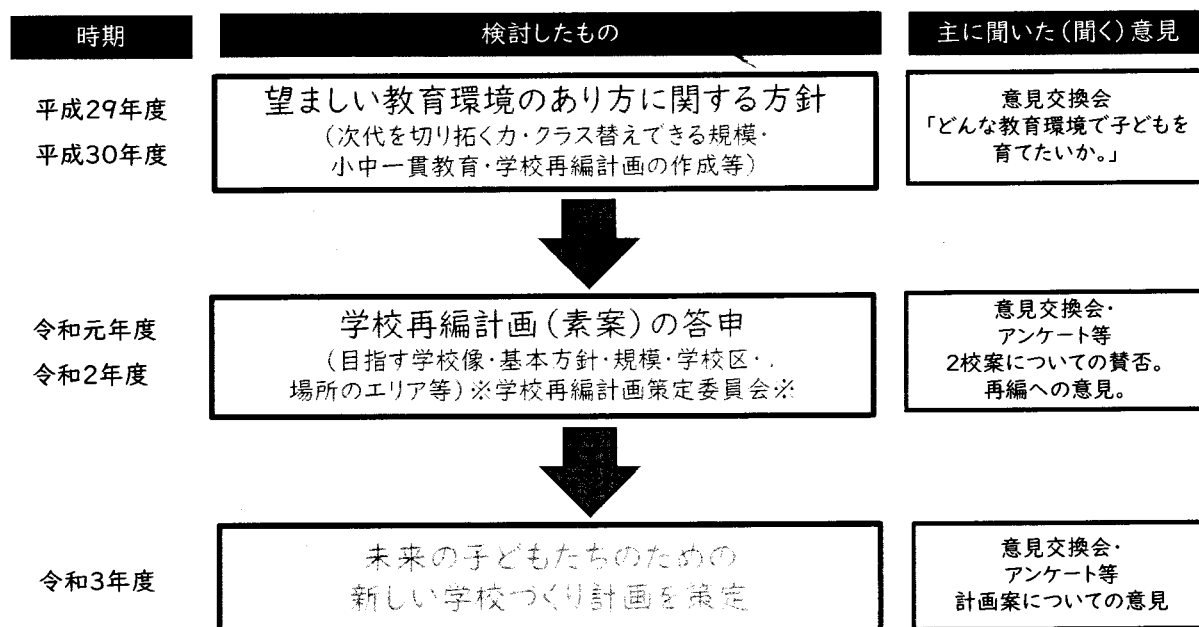 時期
検討したもの
主に聞いた(聞く)意見
平成29年度
平成30年度
望ましい教育環境のあり方に関する方針
(次代を切り拓く力・クラス替えできる規模・
小中一貫教育・学校再編計画の作成等)
意見交換会
「どんな教育環境で子どもを
育てたいか。」
令和元年度
令和2年度
学校再編計画(素案)の答申
(目指す学校像・基本方針・規模・学校区・
場所のエリア等)※学校再編計画策定委員会※
意見交換会・
アンケート等
2校案についての賛否。
再編への意見。
令和3年度
未来の子どもたちのための
新しい学校づくり計画を策定
意見交換会・
アンケート等
計画案についての意見